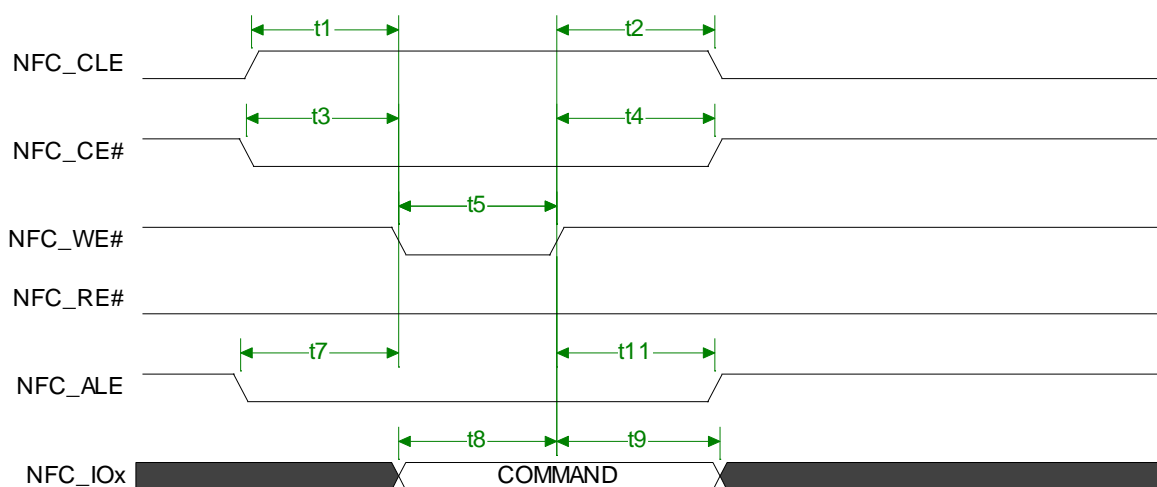 t1
t2
NFC_CLE
t3
t4
NFC_CE#
t5
NFC_WE#
NFC_RE#
t7
t11
NFC_ALE
t8
t9
NFC_IOx
COMMAND